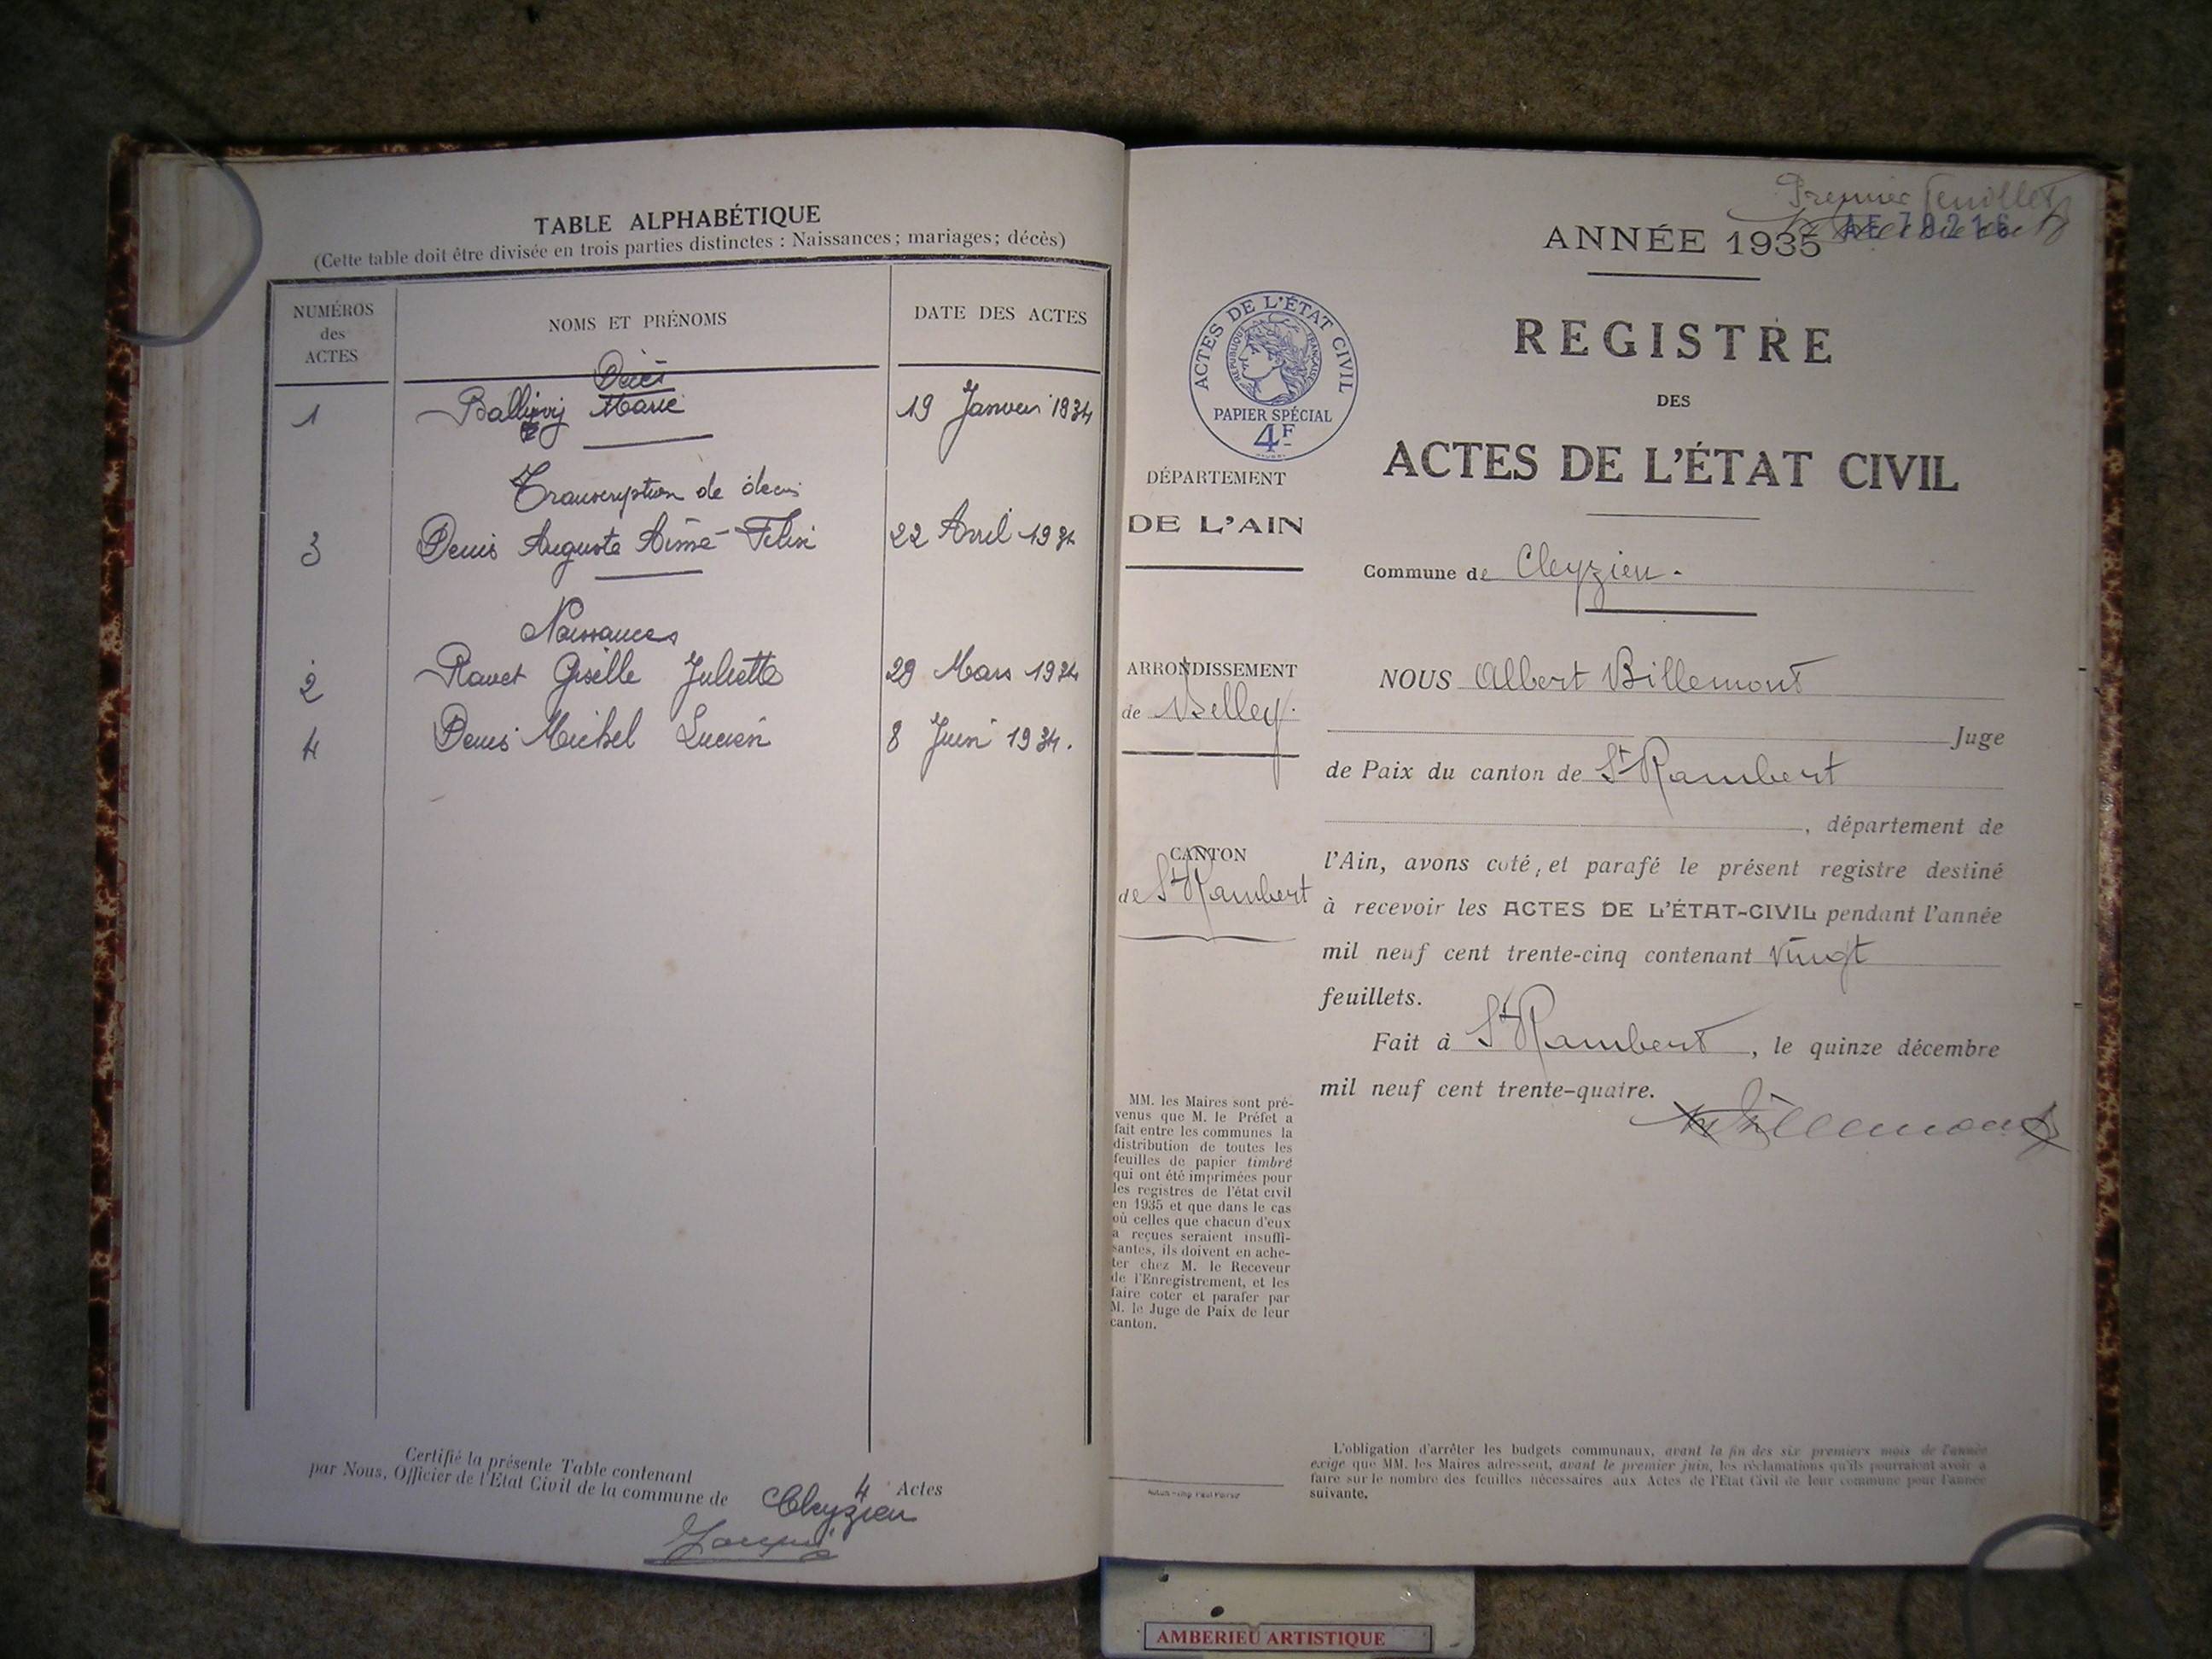 TABLE ALPHABÉTIQUE
(Cette table doit être divisée en trois parties distinctes : Naissances; mariages; décès)
NUMÉROS
des
ACTES
NOMS ET PRÉNOMS
DATE DES ACTES
Décès
1 Marie 19 Janvier 1934
Transcription de décès
3 Denis Auguste Aimé Félix 22 Avril 1934
Naissances
2 Ravet Giselle Juliette 29 Mars 1934
4 Denis Michel Lucien 8 Juin 1934.
Certifié la présente Table contenant 4 Actes
par Nous, Officier de l'Etat Civil de la commune de Cleyzieu
Premier feuillet
ANNÉE 1935
REGISTRE
DES
ACTES DE L'ÉTAT CIVIL
Commune de Cleyzieu.
ACTES DE L'ÉTAT CIVIL
RÉPUBLIQUE FRANÇAISE
PAPIER SPÉCIAL
4F
DÉPARTEMENT
DE L'AIN
ARRONDISSEMENT
de Belley.
CANTON
de St Rambert
MM. les Maires sont pré-
venus que M. le Préfet a
fait entre les communes la
distribution de toutes les
feuilles de papier timbré
qui ont été imprimées pour
les registres de l'état civil
en 1935 et que dans le cas
où celles que chacun d'eux
a reçues seraient insuffi-
santes, ils doivent en ache-
ter chez M. le Receveur
de l'Enregistrement, et les
faire coter et parafer par
M. le Juge de Paix de leur
canton.
NOUS Albert Billemont
Juge
de Paix du canton de St Rambert
, département de
l'Ain, avons coté, et parafé le présent registre destiné
à recevoir les ACTES DE L'ÉTAT-CIVIL pendant l'année
mil neuf cent trente-cinq contenant vingt
feuillets.
Fait à St Rambert, le quinze décembre
mil neuf cent trente-quatre.
Billemont
L'obligation d'arrêter les budgets communaux, avant la fin des six premiers mois de l'année
exige que MM. les Maires adressent, avant le premier juin, les réclamations qu'ils pourraient avoir à
faire sur le nombre des feuilles nécessaires aux Actes de l'Etat Civil de leur commune pour l'année
suivante.
AMBERIEU ARTISTIQUE